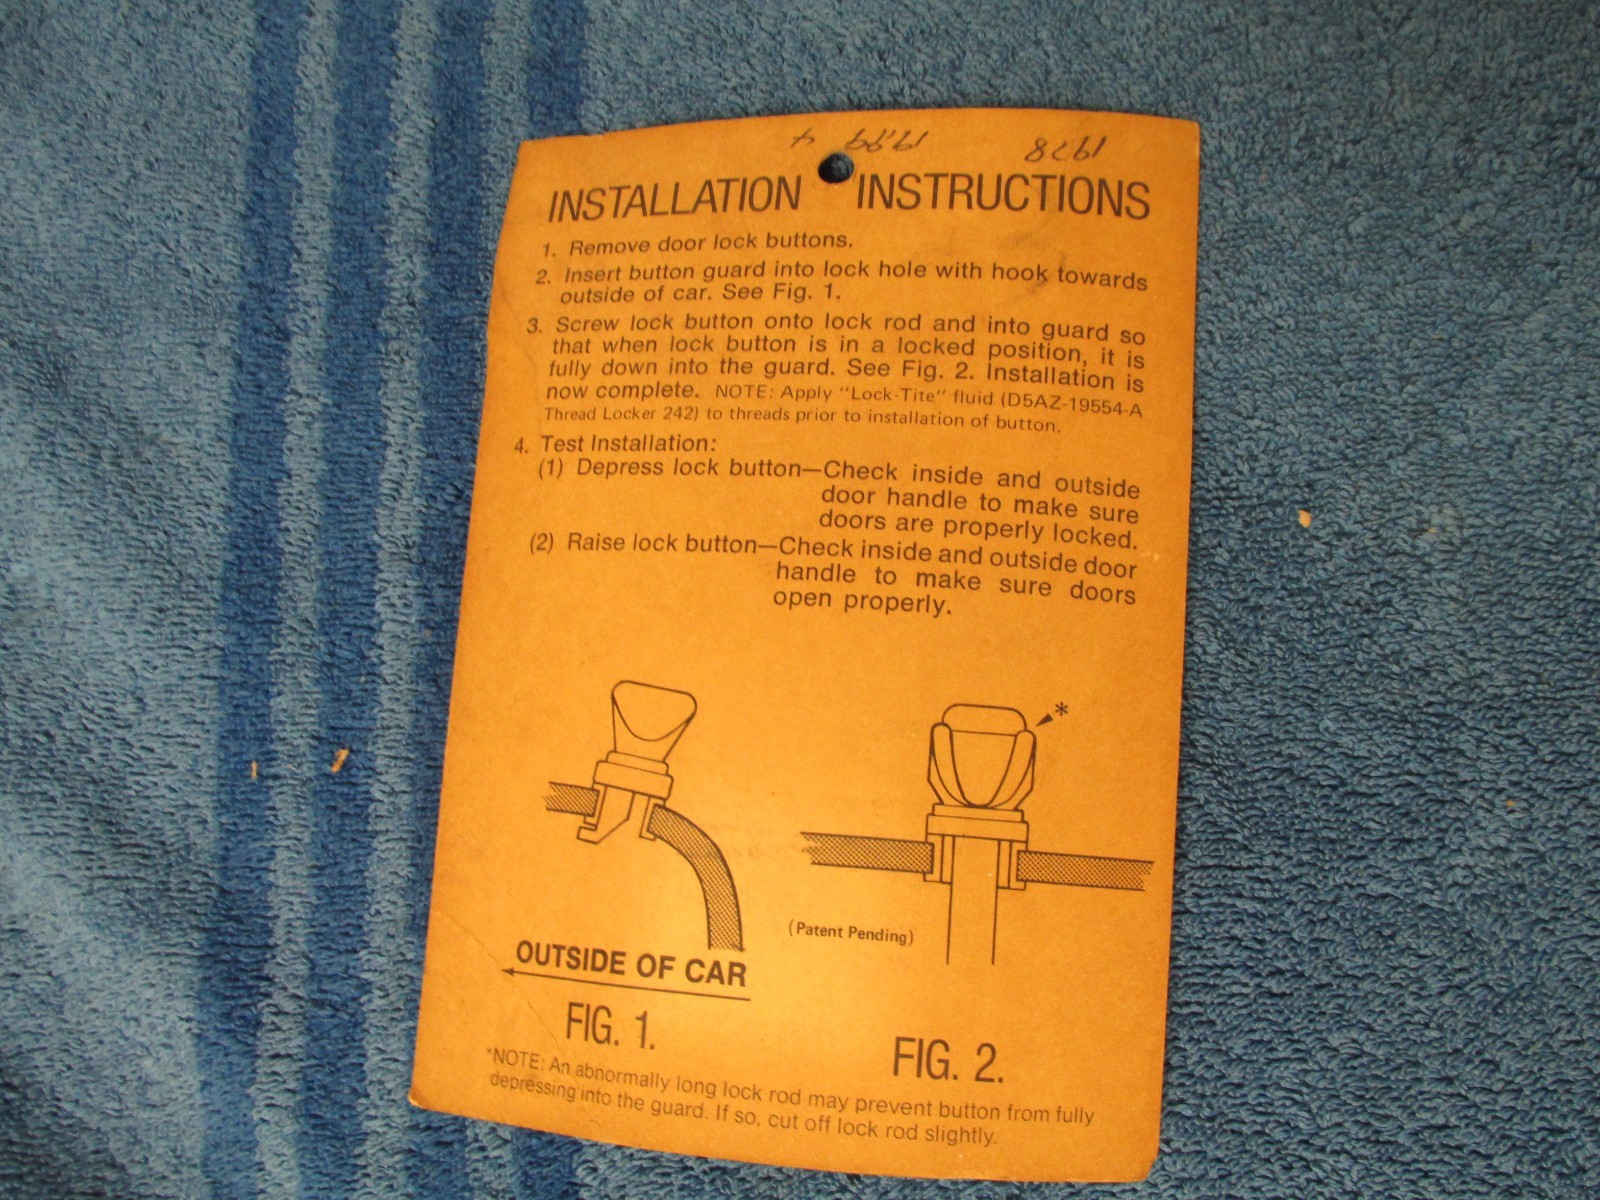 1978
19.99 4
INSTALLATION INSTRUCTIONS
1. Remove door lock buttons.
2. Insert button guard into lock hole with hook towards
outside of car. See Fig. 1.
3. Screw lock button onto lock rod and into guard so
that when lock button is in a locked position, it is
fully down into the guard. See Fig. 2. Installation is
now complete. NOTE: Apply "Lock-Tite" fluid (D5AZ-19554-A
Thread Locker 242) to threads prior to installation of button.
4. Test Installation:
(1) Depress lock button—Check inside and outside
door handle to make sure
doors are properly locked.
(2) Raise lock button—Check inside and outside door
handle to make sure doors
open properly.
*
(Patent Pending)
OUTSIDE OF CAR
FIG. 1.
FIG. 2.
*NOTE: An abnormally long lock rod may prevent button from fully
depressing into the guard. If so, cut off lock rod slightly.